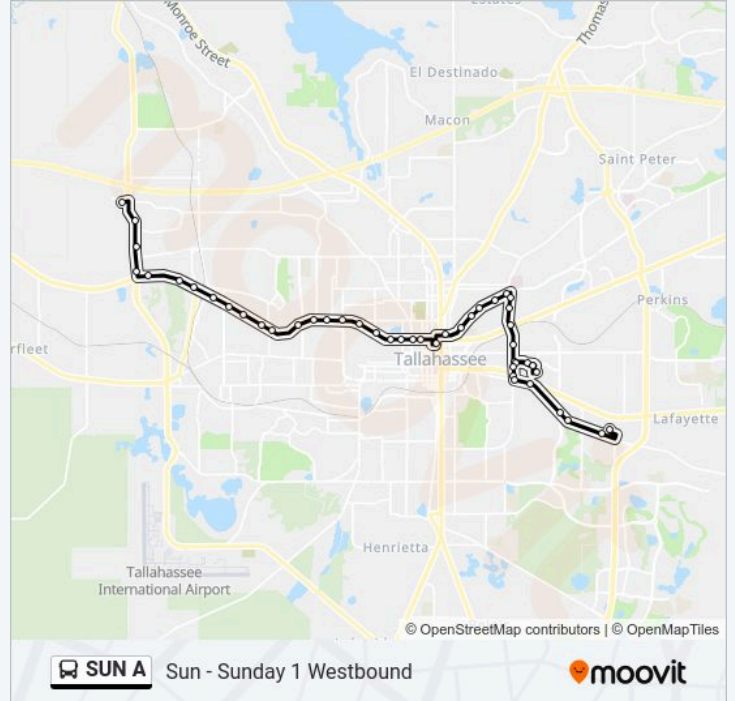 Estates
Monroe Street
Thomas
El Destinado
Macon
Saint Peter
Perkins
rfleet
Tallahassee
Lafayette
Henrietta
Tallahassee
International Airport
© OpenStreetMap contributors | © OpenMapTiles
SUN A
Sun - Sunday 1 Westbound
moovit